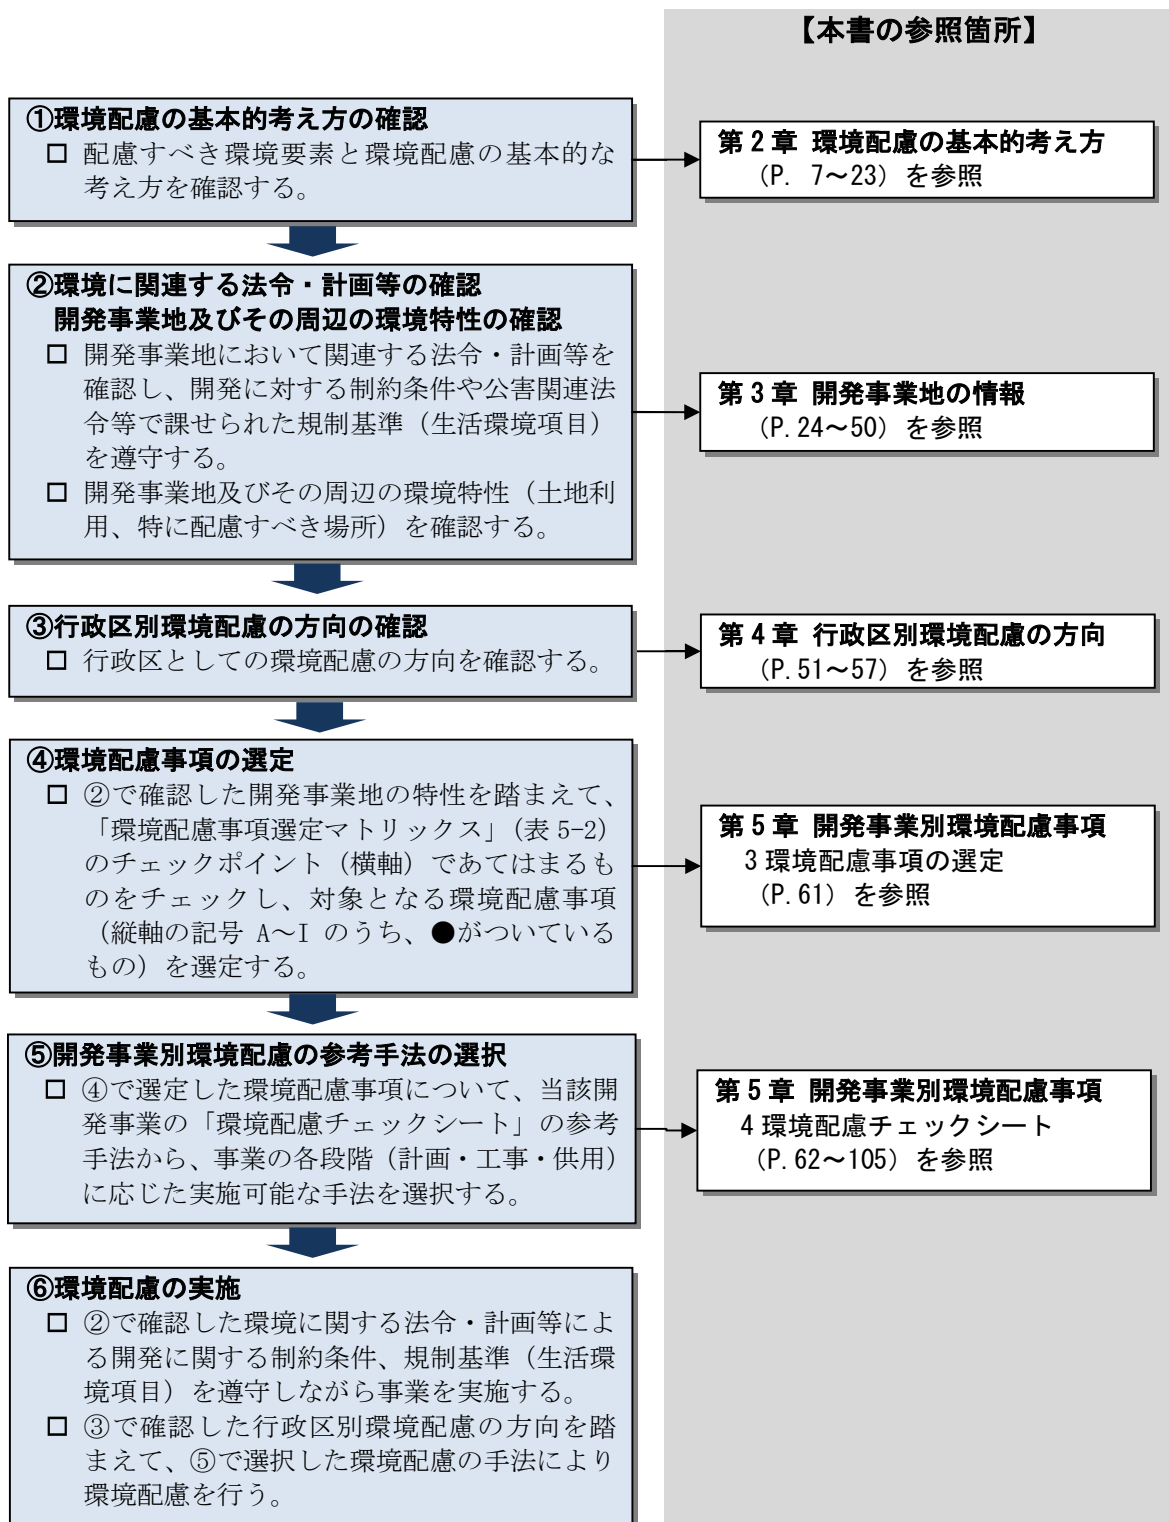 【本書の参照箇所】
①環境配慮の基本的考え方の確認
□ 配慮すべき環境要素と環境配慮の基本的な
考え方を確認する。
第2章 環境配慮の基本的考え方
（P. 7～23）を参照
②環境に関連する法令・計画等の確認
開発事業地及びその周辺の環境特性の確認
□ 開発事業地において関連する法令・計画等を
確認し、開発に対する制約条件や公害関連法
令等で課せられた規制基準（生活環境項目）
を遵守する。
□ 開発事業地及びその周辺の環境特性（土地利
用、特に配慮すべき場所）を確認する。
第3章 開発事業地の情報
（P.24～50）を参照
③行政区別環境配慮の方向の確認
□ 行政区としての環境配慮の方向を確認する。
第4章 行政区別環境配慮の方向
（P.51～57）を参照
④環境配慮事項の選定
□ ②で確認した開発事業地の特性を踏まえて、
「環境配慮事項選定マトリックス」（表 5-2）
のチェックポイント（横軸）であてはまるも
のをチェックし、対象となる環境配慮事項
（縦軸の記号 A～I のうち、●がついている
もの）を選定する。
第5章 開発事業別環境配慮事項
3 環境配慮事項の選定
（P.61）を参照
⑤開発事業別環境配慮の参考手法の選択
□ ④で選定した環境配慮事項について、当該開
発事業の「環境配慮チェックシート」の参考
手法から、事業の各段階（計画・工事・供用）
に応じた実施可能な手法を選択する。
第5章 開発事業別環境配慮事項
4 環境配慮チェックシート
（P.62～105）を参照
⑥環境配慮の実施
□ ②で確認した環境に関する法令・計画等によ
る開発に関する制約条件、規制基準（生活環
境項目）を遵守しながら事業を実施する。
□ ③で確認した行政区別環境配慮の方向を踏
まえて、⑤で選択した環境配慮の手法により
環境配慮を行う。